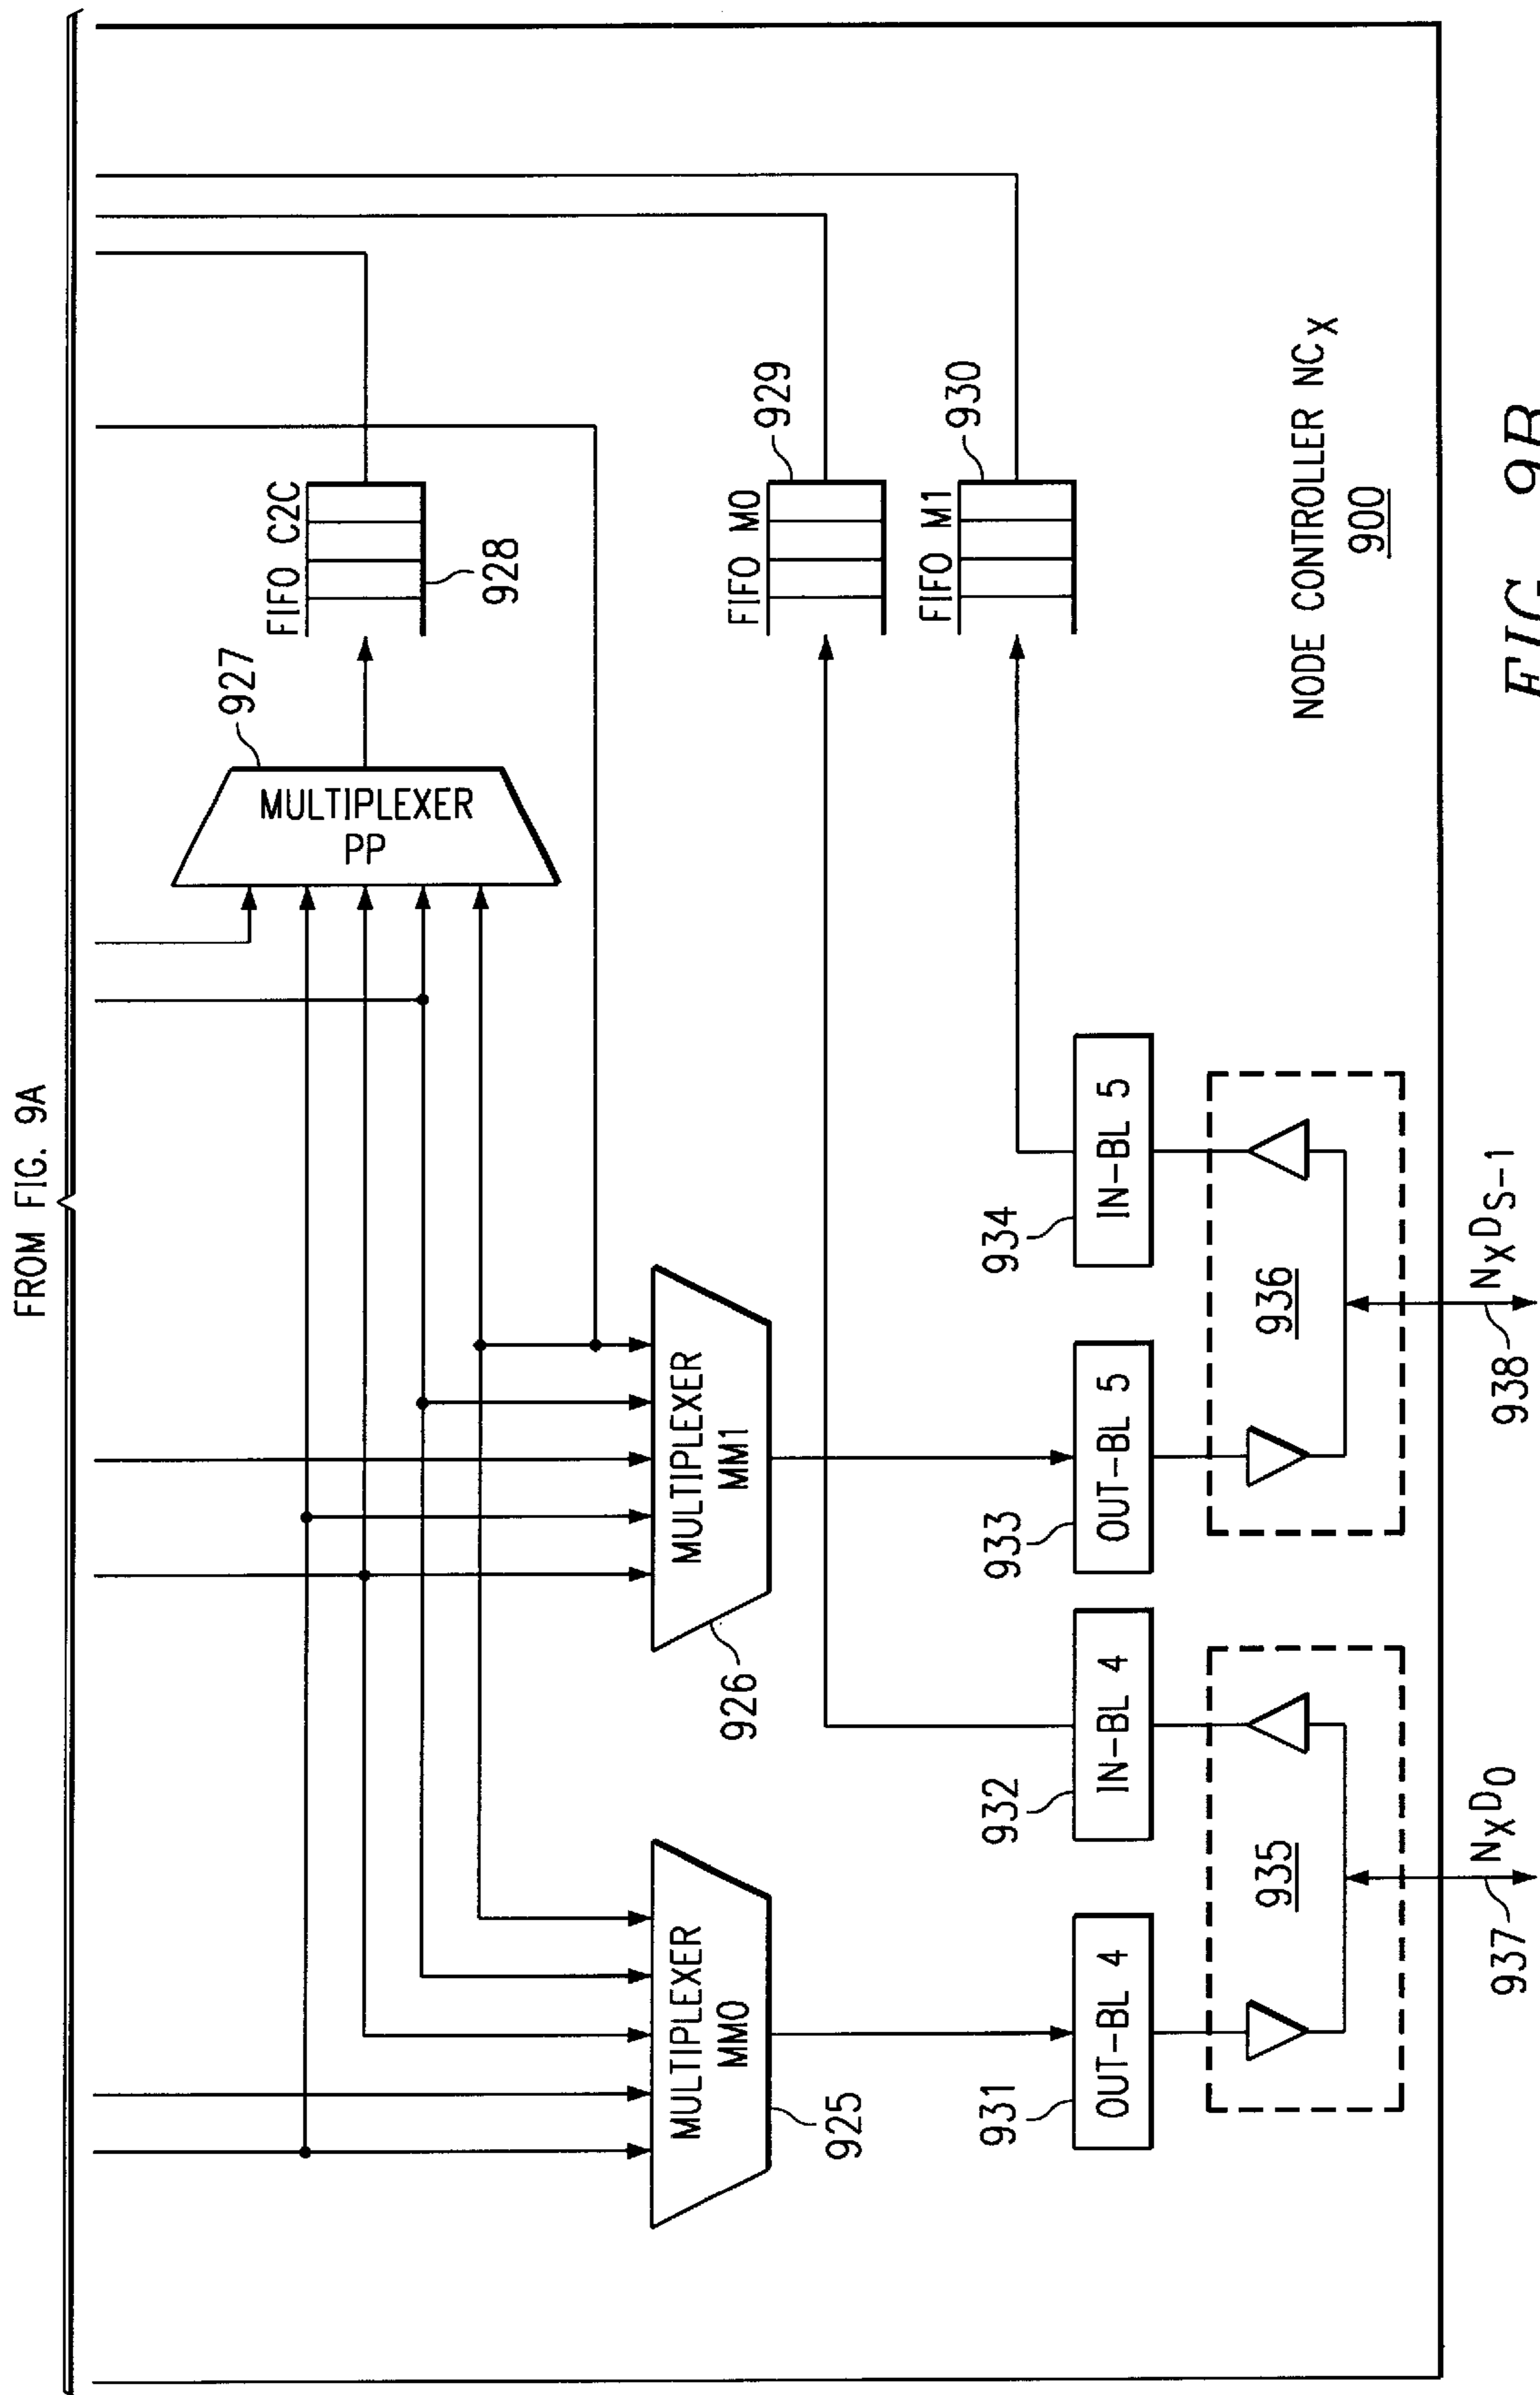 FROM FIG. 9A
927
MULTIPLEXER
PP
FIFO C2C
928
FIFO M0
929
FIFO M1
930
MULTIPLEXER
MM0
925
MULTIPLEXER
MM1
926
931
OUT-BL 4
932
IN-BL 4
933
OUT-BL 5
934
IN-BL 5
935
936
937
NXD0
938
NXDS-1
NODE CONTROLLER NCX
900
FIG. 9B